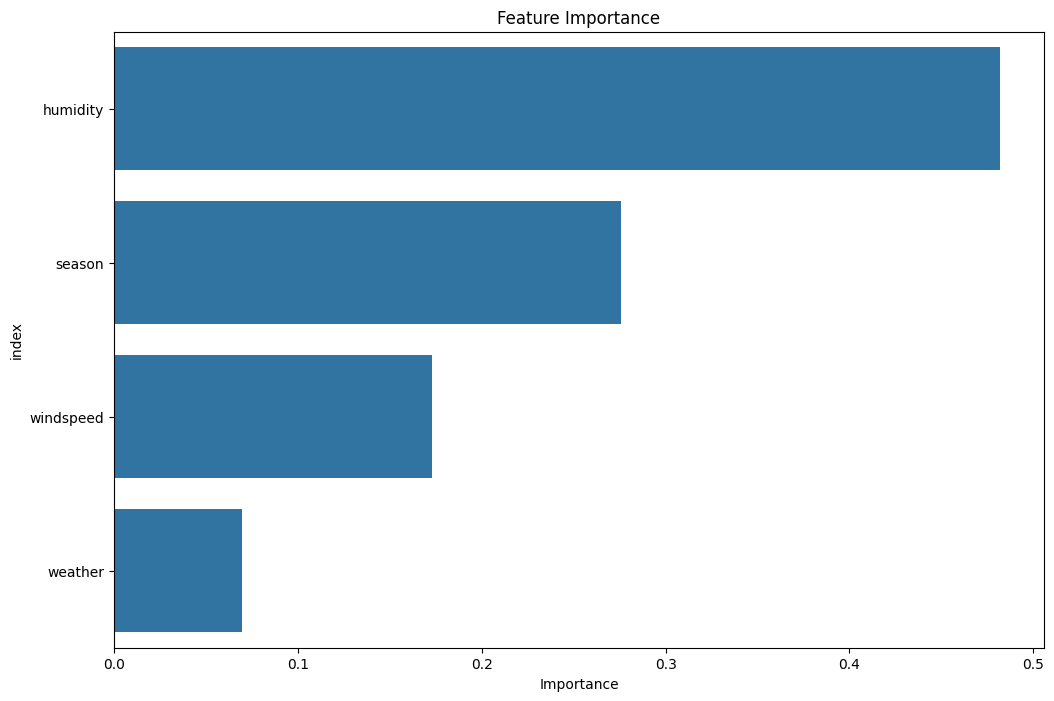 Feature Importance
humidity
season
windspeed
weather
index
0.0 0.1 0.2 0.3 0.4 0.5
Importance